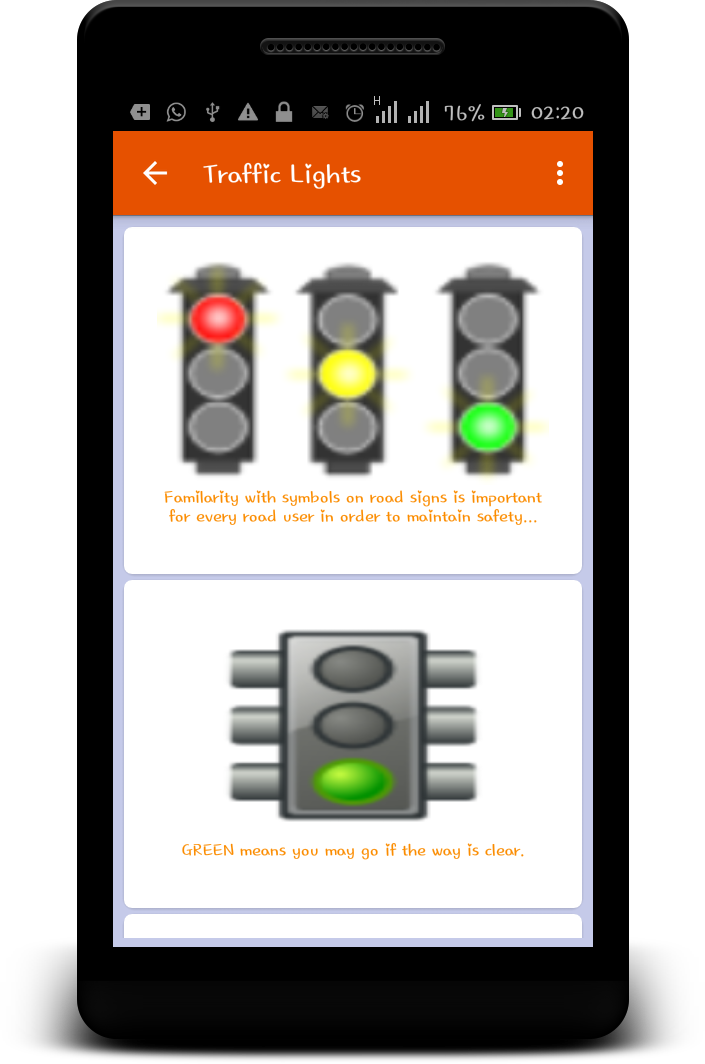 H 76% 02:20
Traffic Lights
Familarity with symbols on road signs is important
for every road user in order to maintain safety...
GREEN means you may go if the way is clear.